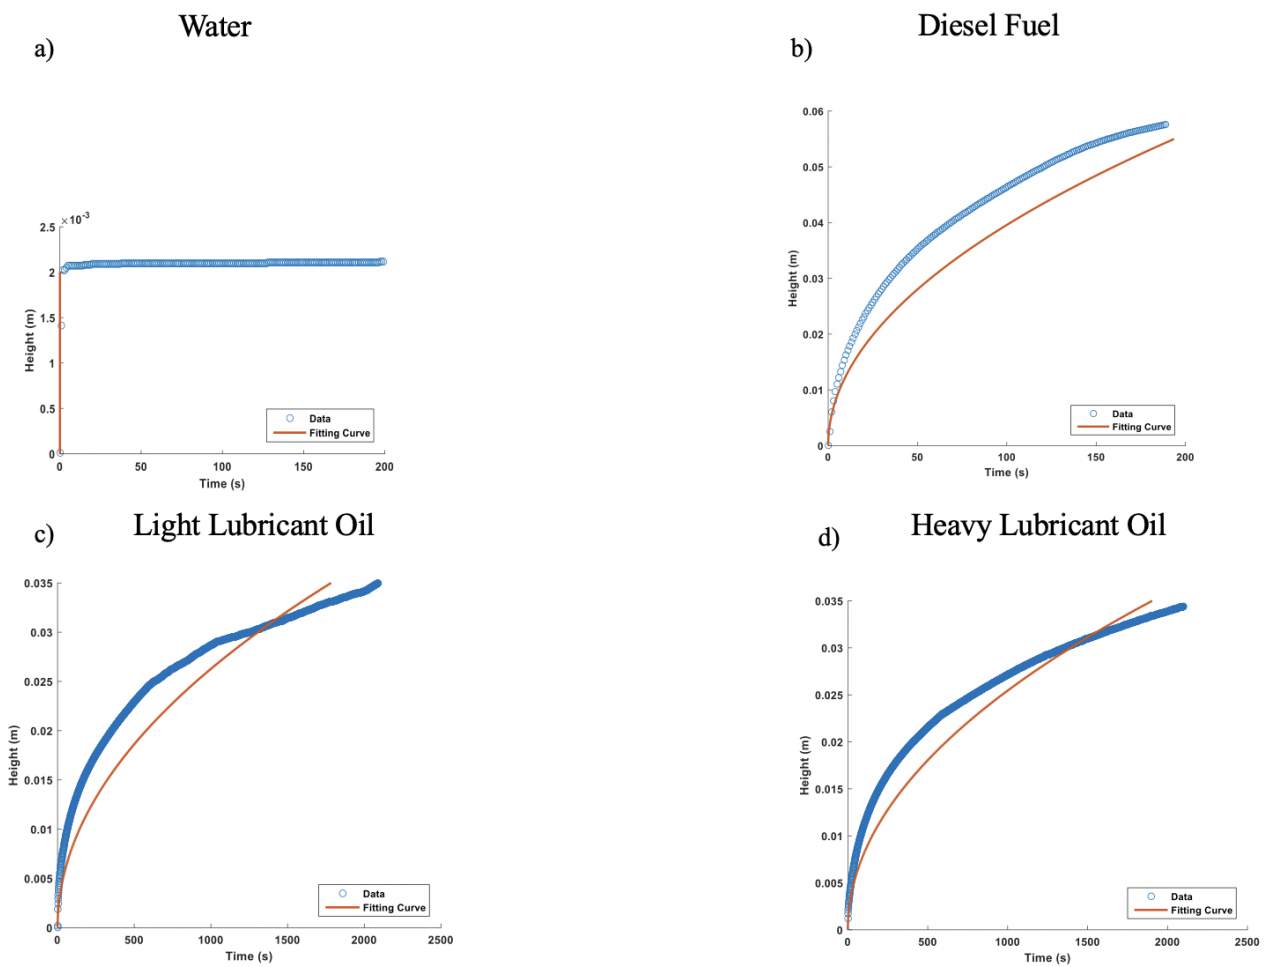 Water
a)
×10⁻³
2.5
2
1.5
1
0.5
0
Height (m)
0 50 100 150 200
Time (s)
Data
Fitting Curve
Diesel Fuel
b)
0.06
0.05
0.04
0.03
0.02
0.01
0
Height (m)
0 50 100 150 200
Time (s)
Data
Fitting Curve
Light Lubricant Oil
c)
0.035
0.03
0.025
0.02
0.015
0.01
0.005
0
Height (m)
0 500 1000 1500 2000 2500
Time (s)
Data
Fitting Curve
Heavy Lubricant Oil
d)
0.035
0.03
0.025
0.02
0.015
0.01
0.005
0
Height (m)
0 500 1000 1500 2000 2500
Time (s)
Data
Fitting Curve